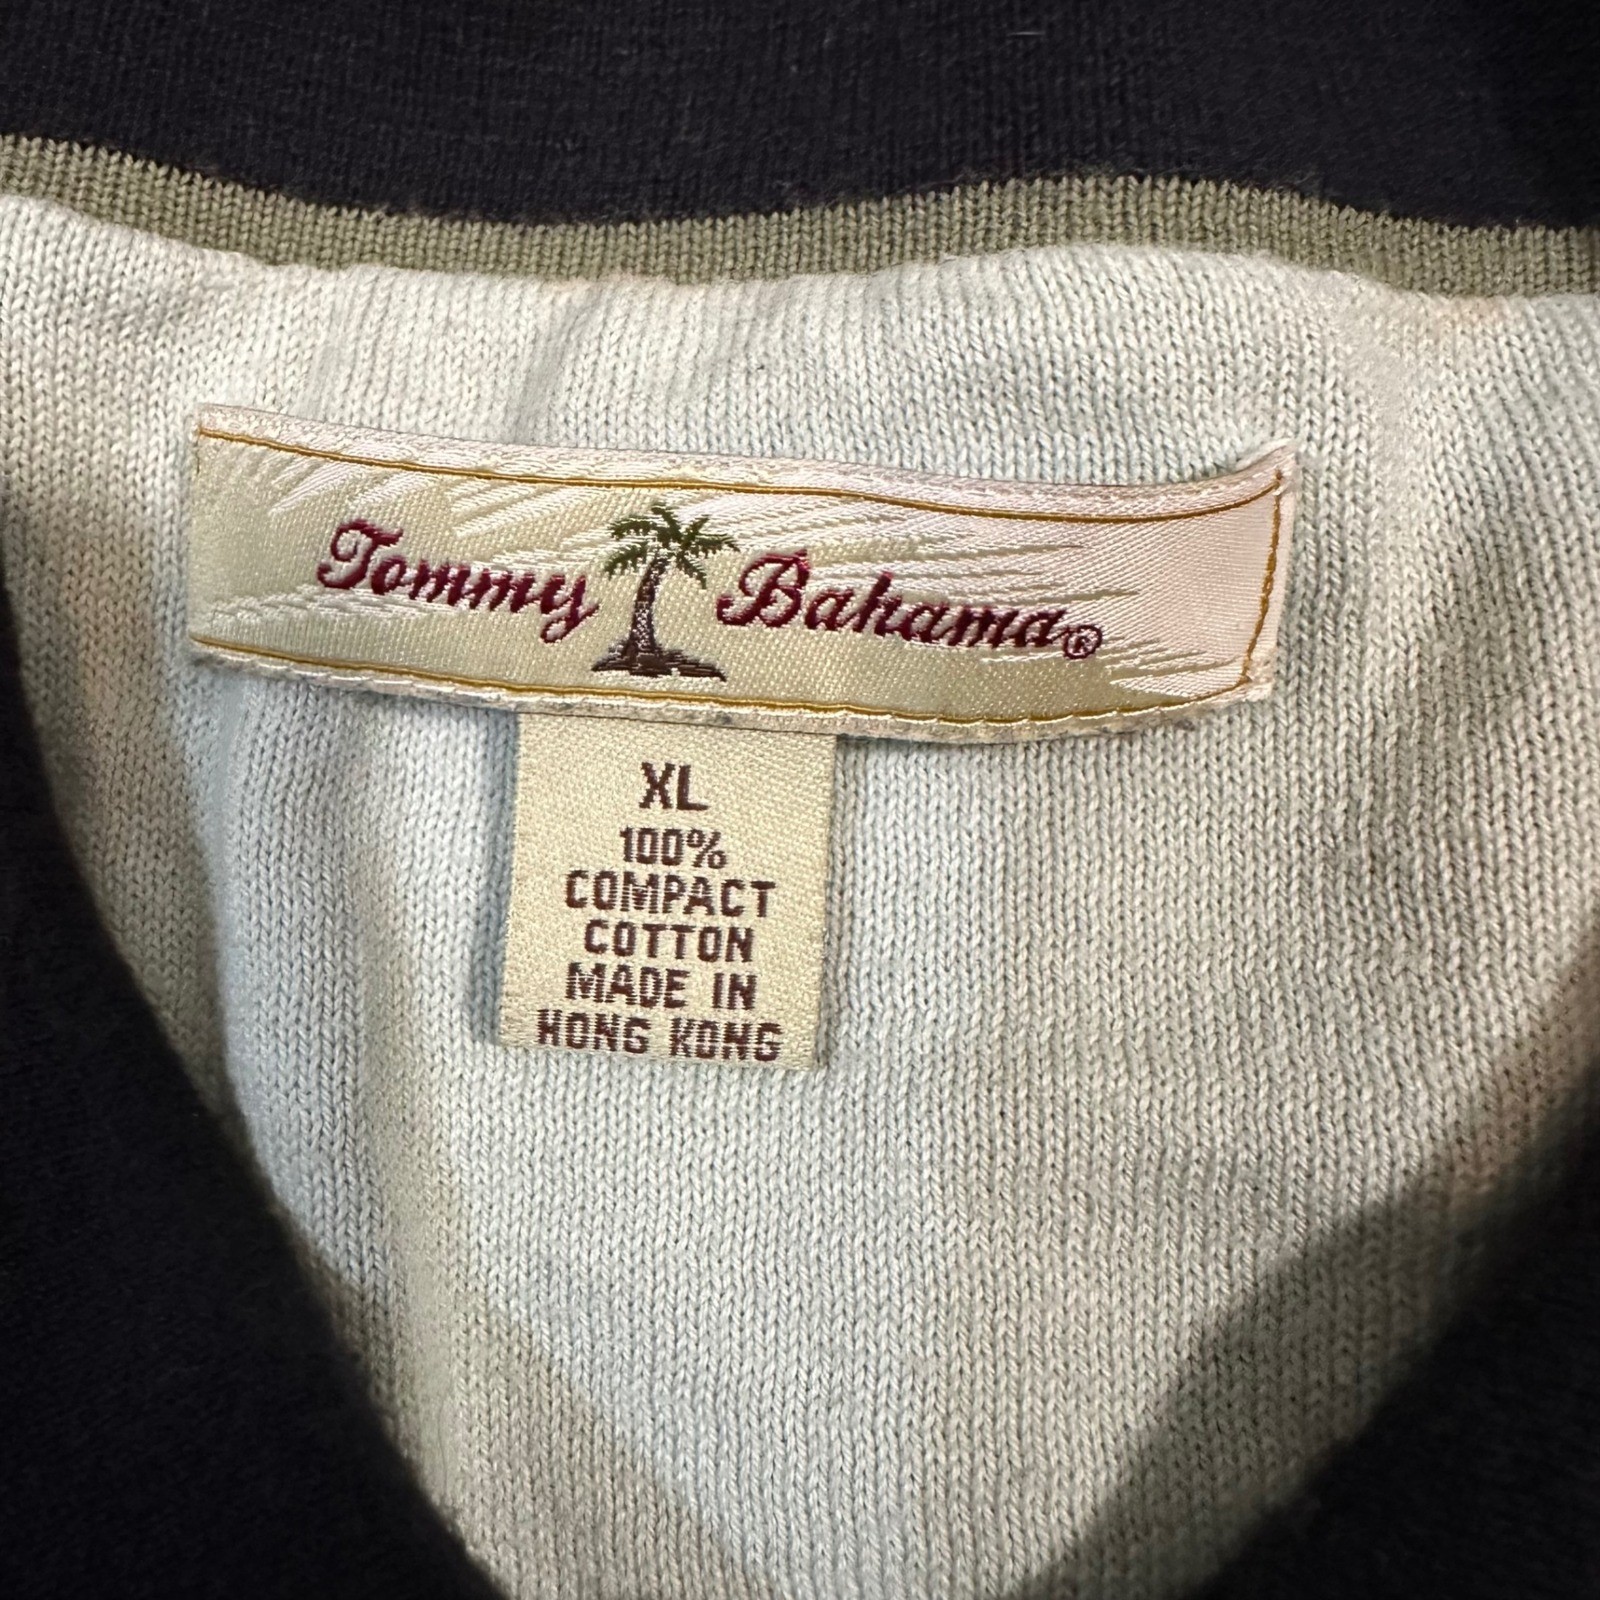 Tommy Bahama®
XL
100%
COMPACT
COTTON
MADE IN
HONG KONG